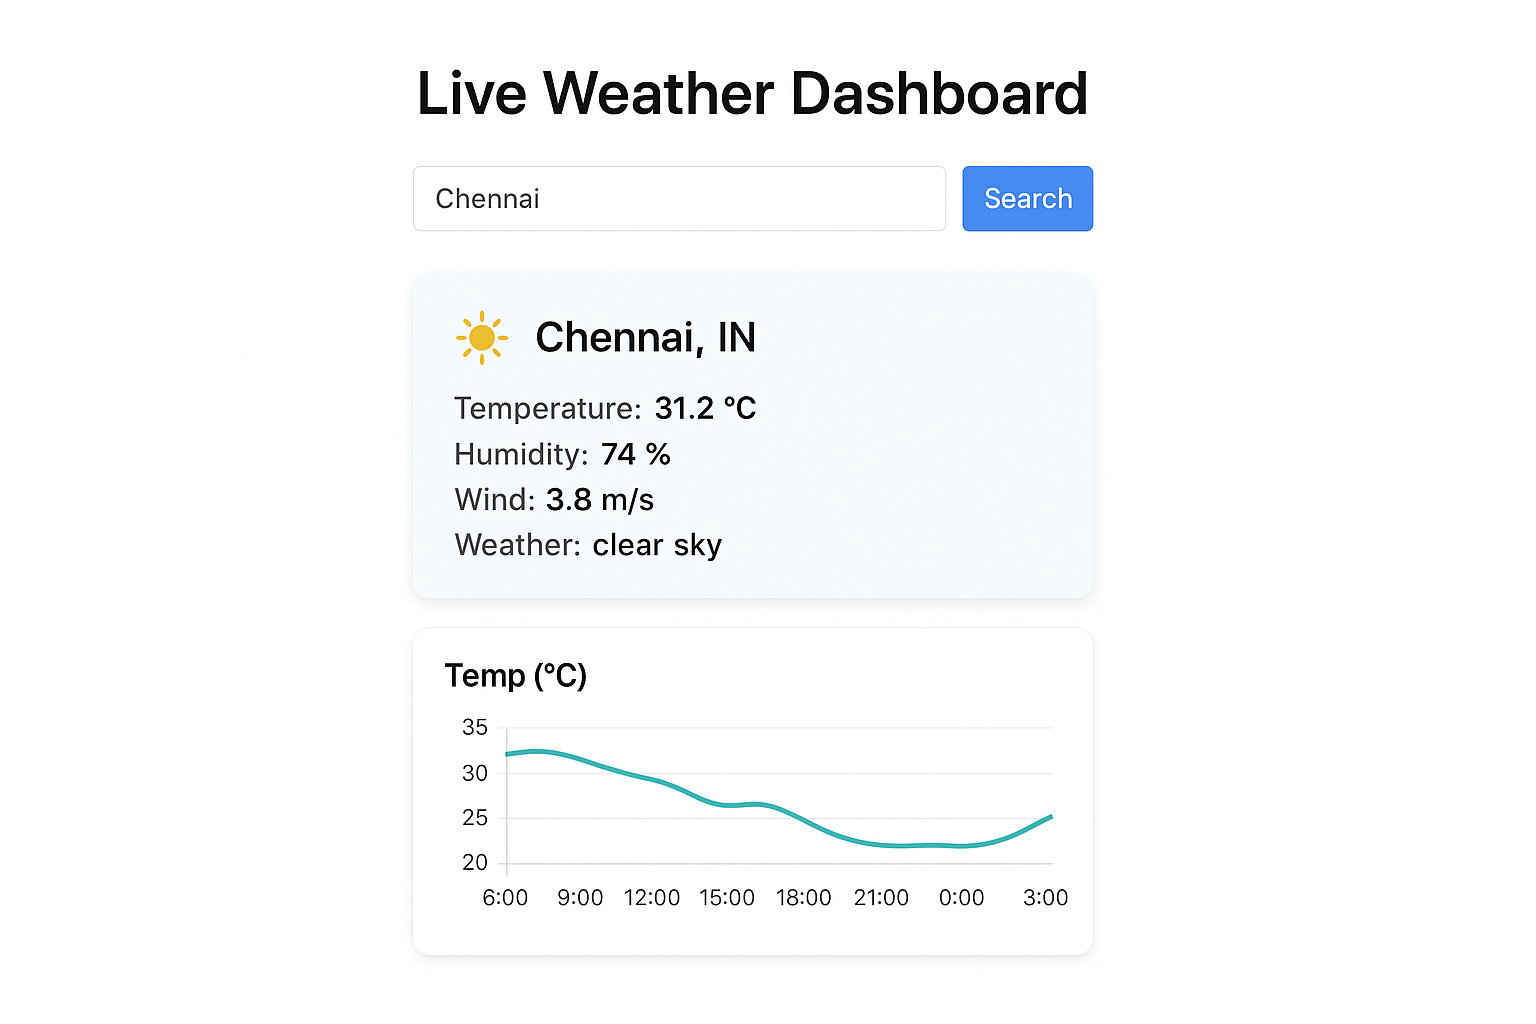 Live Weather Dashboard
Chennai
Search
Chennai, IN
Temperature: 31.2 °C
Humidity: 74 %
Wind: 3.8 m/s
Weather: clear sky
Temp (°C)
35
30
25
20
6:00 9:00 12:00 15:00 18:00 21:00 0:00 3:00